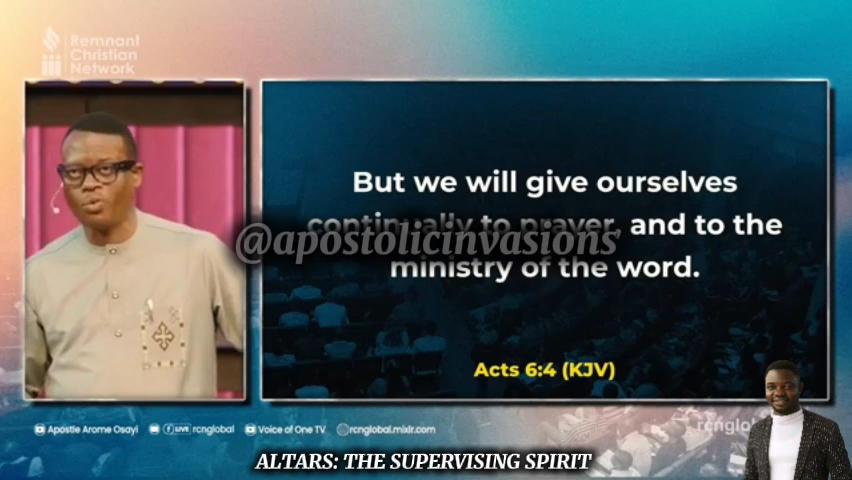 Remnant
Christian
Network
But we will give ourselves
continually to prayer, and to the
@apostolicinvasions
ministry of the word.
Acts 6:4 (KJV)
Apostle Arome Osayi
LIVE rcnglobal
Voice of One TV
rcnglobal.mixlr.com
rcnglob
ALTARS: THE SUPERVISING SPIRIT